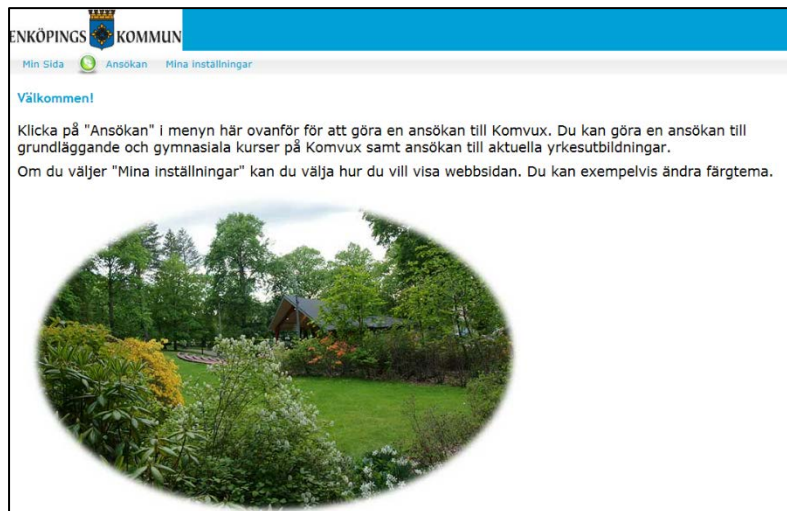 ENKÖPINGS KOMMUN
Min Sida Ansökan Mina inställningar
Välkommen!
Klicka på "Ansökan" i menyn här ovanför för att göra en ansökan till Komvux. Du kan göra en ansökan till
grundläggande och gymnasiala kurser på Komvux samt ansökan till aktuella yrkesutbildningar.
Om du väljer "Mina inställningar" kan du välja hur du vill visa webbsidan. Du kan exempelvis ändra färgtema.